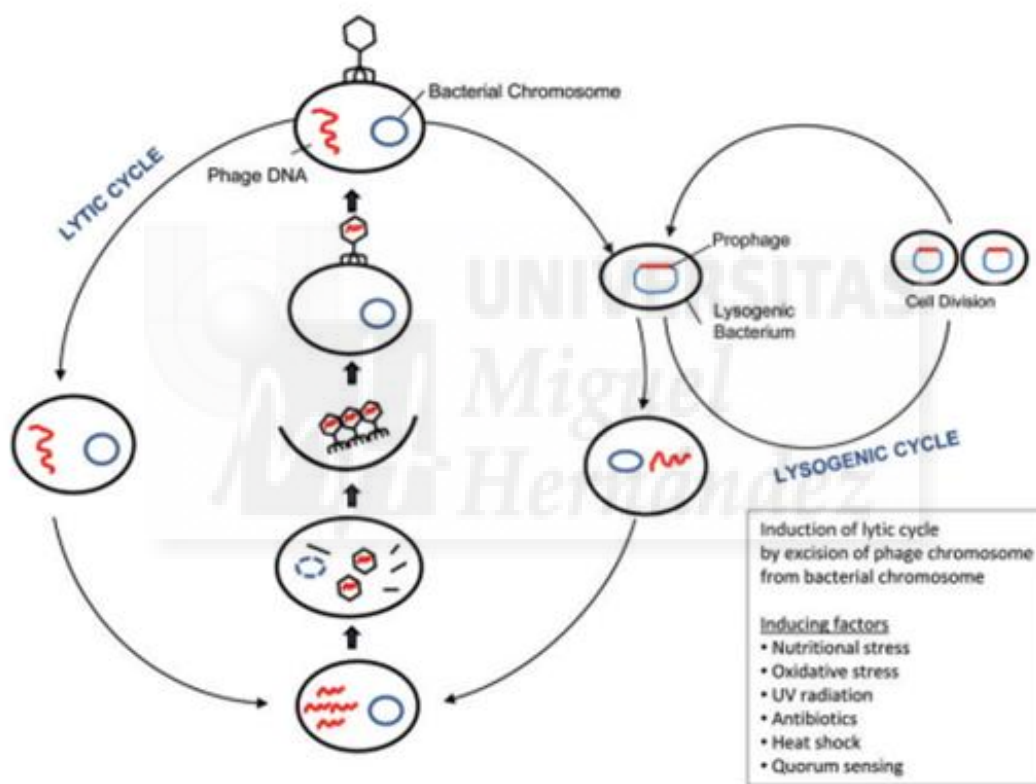 Bacterial Chromosome
Phage DNA
LYTIC CYCLE
Prophage
Lysogenic
Bacterium
Cell Division
LYSOGENIC CYCLE
UNIVERSITAS
Miguel
Hernández
Induction of lytic cycle
by excision of phage chromosome
from bacterial chromosome
Inducing factors
• Nutritional stress
• Oxidative stress
• UV radiation
• Antibiotics
• Heat shock
• Quorum sensing